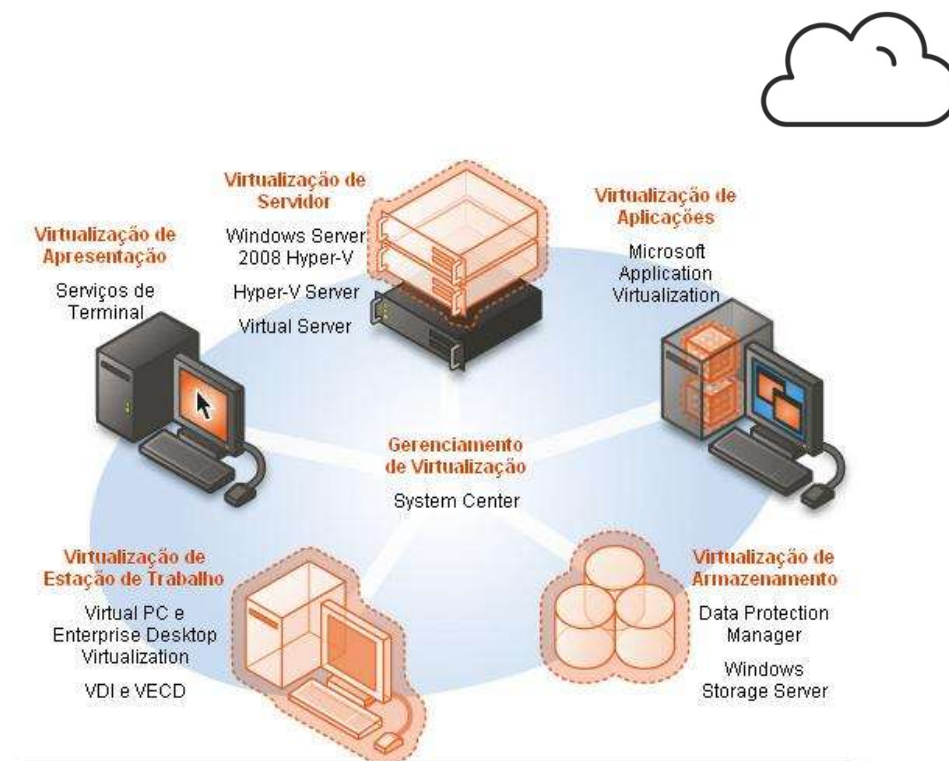 Virtualização de
Servidor
Windows Server
2008 Hyper-V
Hyper-V Server
Virtual Server
Virtualização de
Aplicações
Microsoft
Application
Virtualization
Virtualização de
Apresentação
Serviços de
Terminal
Gerenciamento
de Virtualização
System Center
Virtualização de
Estação de Trabalho
Virtual PC e
Enterprise Desktop
Virtualization
VDI e VECD
Virtualização de
Armazenamento
Data Protection
Manager
Windows
Storage Server